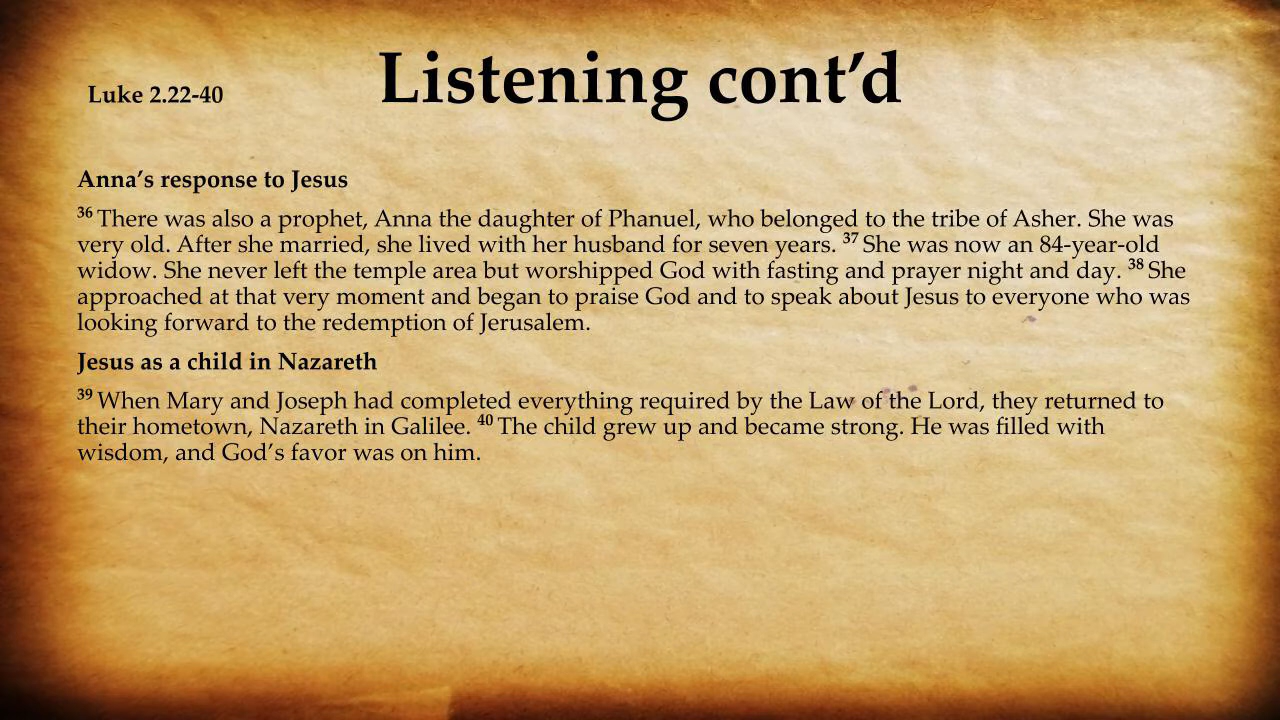 Listening cont’d
Luke 2.22-40
Anna’s response to Jesus
36 There was also a prophet, Anna the daughter of Phanuel, who belonged to the tribe of Asher. She was
very old. After she married, she lived with her husband for seven years. 37 She was now an 84-year-old
widow. She never left the temple area but worshipped God with fasting and prayer night and day. 38 She
approached at that very moment and began to praise God and to speak about Jesus to everyone who was
looking forward to the redemption of Jerusalem.
Jesus as a child in Nazareth
39 When Mary and Joseph had completed everything required by the Law of the Lord, they returned to
their hometown, Nazareth in Galilee. 40 The child grew up and became strong. He was filled with
wisdom, and God’s favor was on him.